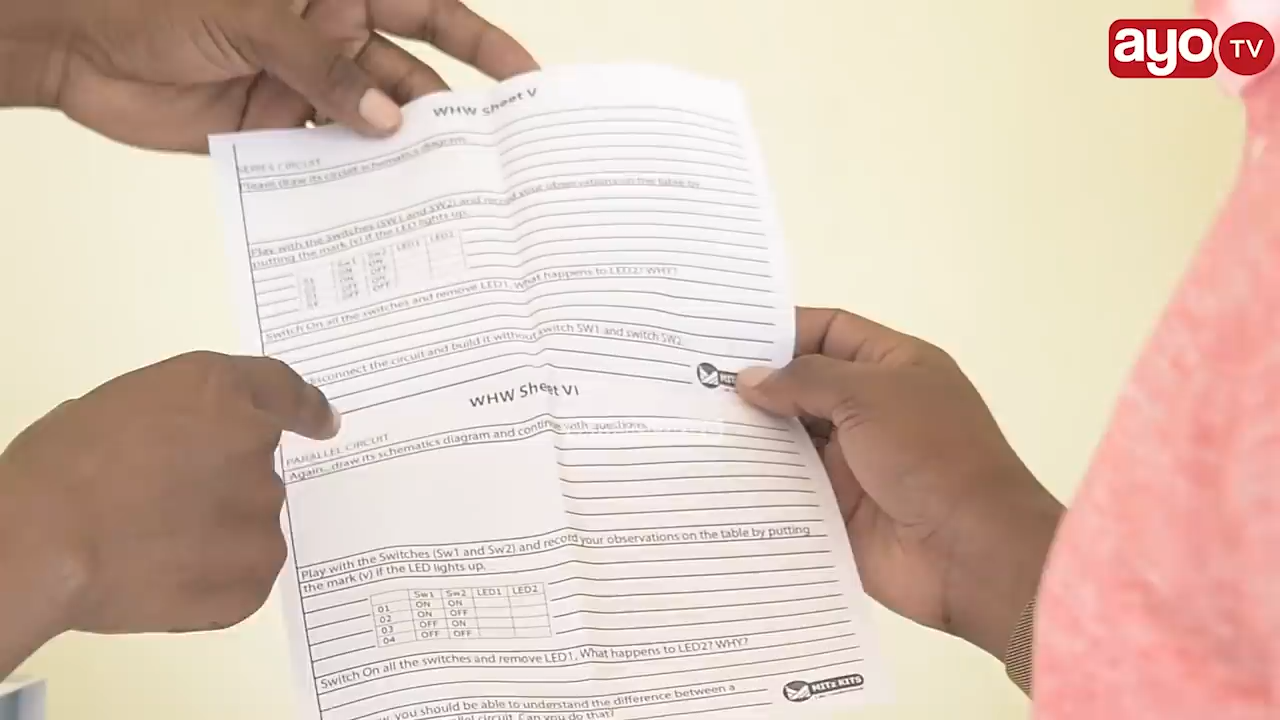 ayo TV
WHW Sheet V
SERIES CIRCUIT
Please draw its circuit schematics diagram
Play with the Switches (SW1 and SW2) and record your observations on the table by
putting the mark (v) if the LED lights up.
Sw1 Sw2 LED1 LED2
01 ON ON
02 ON OFF
03 OFF ON
04 OFF OFF
Switch On all the switches and remove LED1, What happens to LED2? WHY?
disconnect the circuit and build it without switch SW1 and switch SW2
WHW Sheet VI
PARALLEL CIRCUIT
Again, draw its schematics diagram and continue with questions
Play with the Switches (Sw1 and Sw2) and record your observations on the table by putting
the mark (v) if the LED lights up.
Sw1 Sw2 LED1 LED2
01 ON ON
02 ON OFF
03 OFF ON
04 OFF OFF
Switch On all the switches and remove LED1, What happens to LED2? WHY?
you should be able to understand the difference between a
circuit. Can you do that?
KITS